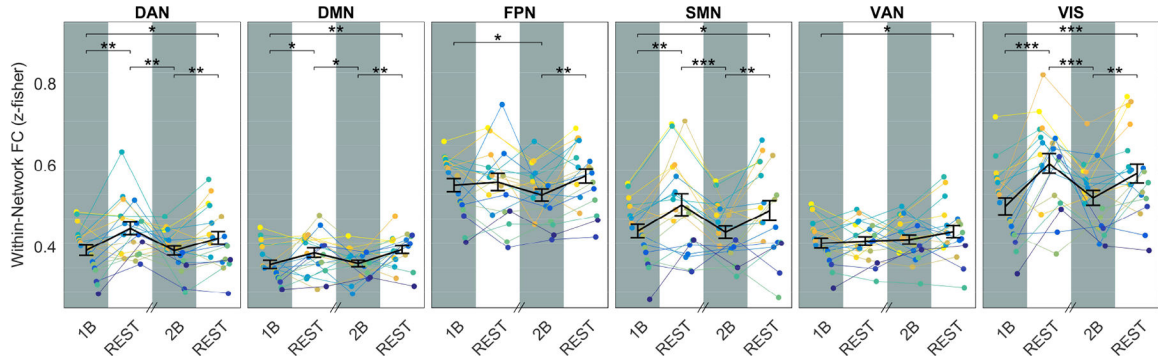 DAN DMN FPN SMN VAN VIS
* ** * * * ***
** * ** ***
** * *** ***
** ** ** ** **
Within-Network FC (z-fisher)
0.8
0.6
0.4
1B REST // 2B REST 1B REST // 2B REST 1B REST // 2B REST 1B REST // 2B REST 1B REST // 2B REST 1B REST // 2B REST